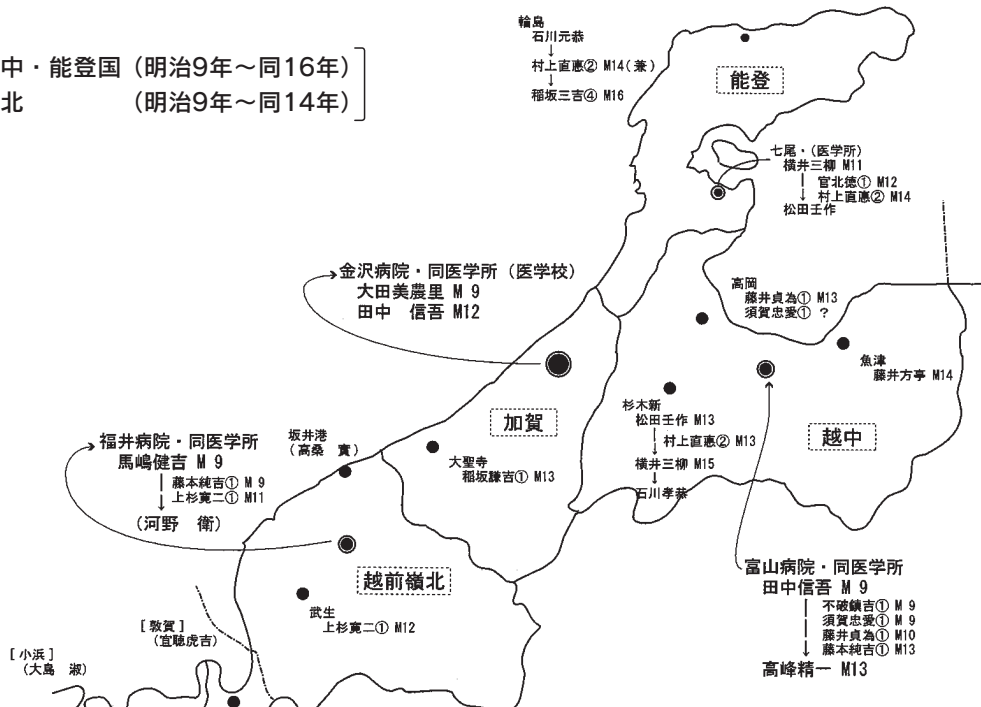 中・能登国（明治9年～同16年）
北　　　　（明治9年～同14年）
輪島
石川元恭
↓
村上直悳② M14(兼)
↓
稲坂三吉④ M16
能登
七尾・(医学所)
横井三柳 M11
官北徳① M12
村上直悳② M14
↓
松田壬作
金沢病院・同医学所（医学校）
大田美農里 M 9
田中　信吾 M12
高岡
藤井貞為① M13
須賀忠愛① ？
魚津
藤井方亭 M14
加賀
越中
杉木新
松田壬作 M13
↓
村上直悳② M13
横井三柳 M15
↓
石川孝恭
大聖寺
稲坂謙吉① M13
坂井港
(高桑　實)
福井病院・同医学所
馬嶋健吉 M 9
藤本純吉① M 9
上杉寛二① M11
↓
(河野　衛)
越前嶺北
武生
上杉寛二① M12
[敦賀]
(宜聴虎吉)
[小浜]
(大島　淑)
富山病院・同医学所
田中信吾 M 9
不破鎮吉① M 9
須賀忠愛① M 9
藤井貞為① M10
藤本純吉① M13
↓
高峰精一 M13